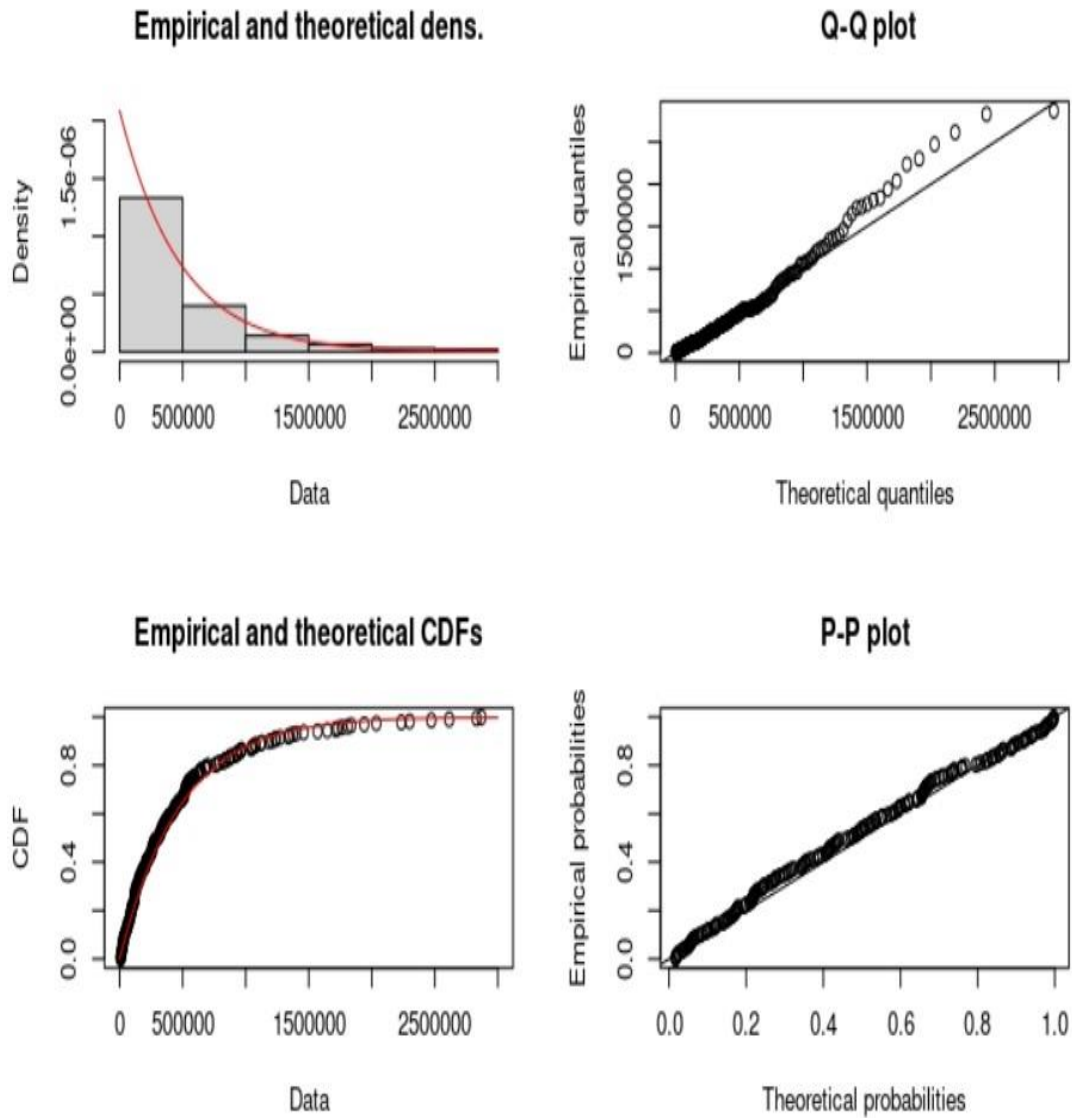 Empirical and theoretical dens.
Density
0.0e+00
1.5e-06
0
500000
1500000
2500000
Data
Q-Q plot
Empirical quantiles
0
1500000
0
500000
1500000
2500000
Theoretical quantiles
Empirical and theoretical CDFs
CDF
0.0
0.4
0.8
0
500000
1500000
2500000
Data
P-P plot
Empirical probabilities
0.0
0.4
0.8
0.0
0.2
0.4
0.6
0.8
1.0
Theoretical probabilities